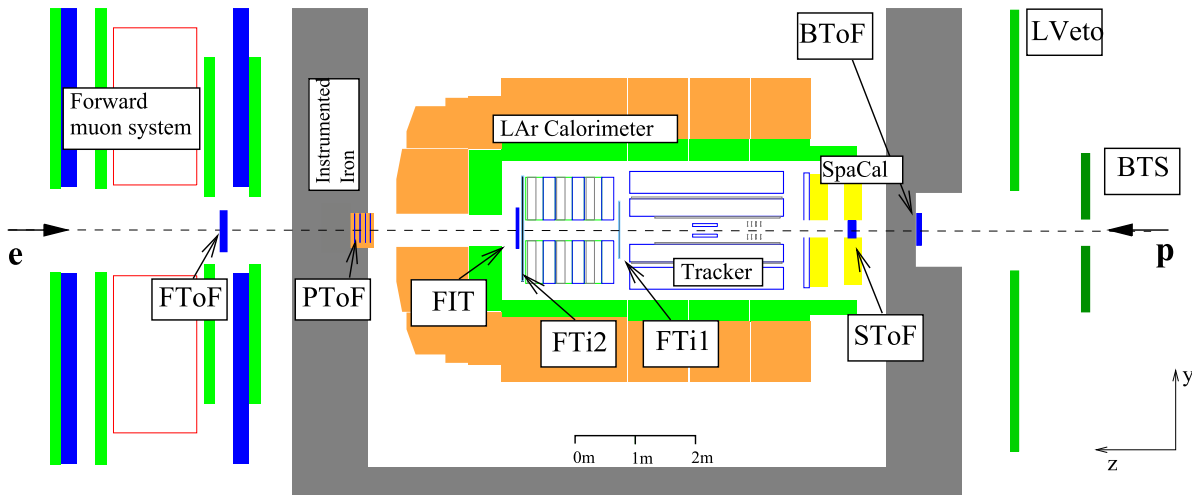 BToF
LVeto
Forward
muon system
Instrumented
Iron
LAr Calorimeter
SpaCal
BTS
e
p
FToF
PToF
FIT
FTi2
Tracker
FTi1
SToF
y
z
0m 1m 2m